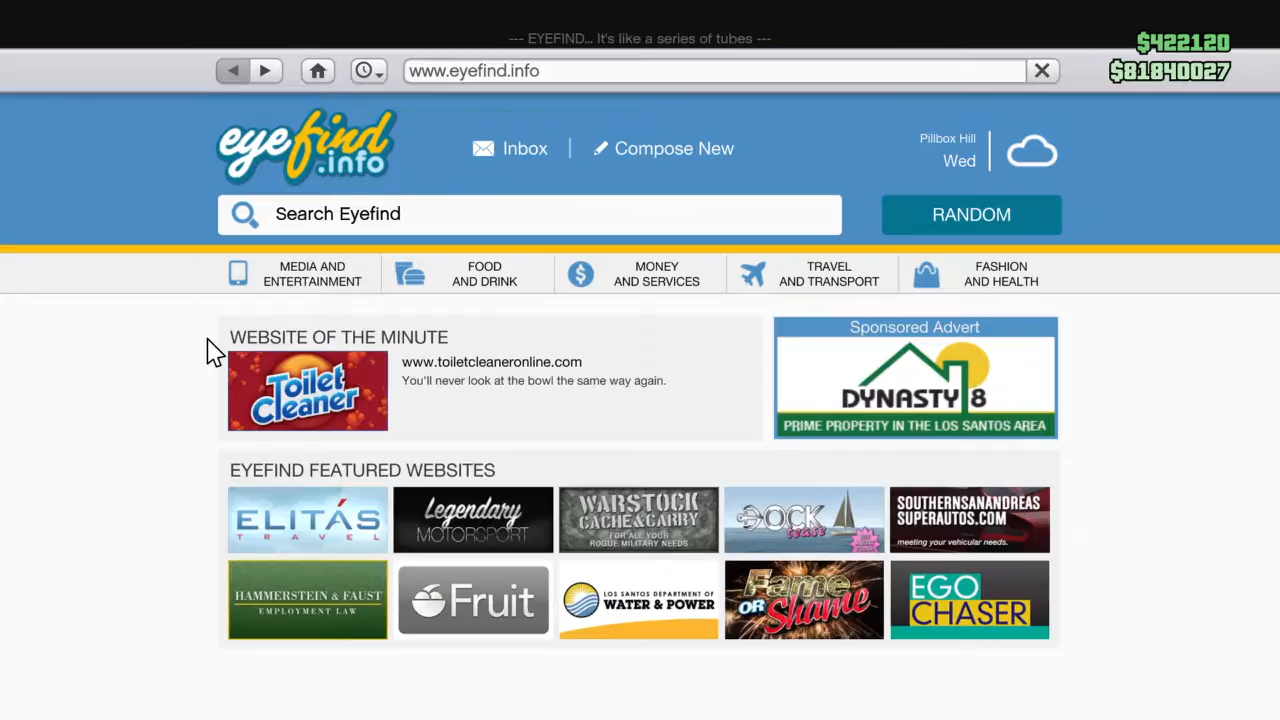 --- EYEFIND... It's like a series of tubes ---
$422120
$81840027
www.eyefind.info
eyefind
.info
Inbox
Compose New
Pillbox Hill
Wed
Search Eyefind
RANDOM
MEDIA AND
ENTERTAINMENT
FOOD
AND DRINK
MONEY
AND SERVICES
TRAVEL
AND TRANSPORT
FASHION
AND HEALTH
WEBSITE OF THE MINUTE
Toilet
Cleaner
www.toiletcleaneronline.com
You'll never look at the bowl the same way again.
Sponsored Advert
DYNASTY 8
PRIME PROPERTY IN THE LOS SANTOS AREA
EYEFIND FEATURED WEBSITES
ELITÁS
TRAVEL
Legendary
MOTORSPORT
WARSTOCK
CACHE&CARRY
FOR ALL YOUR
ROGUE MILITARY NEEDS
DOCK
tease
SOUTHERNSANANDREAS
SUPERAUTOS.COM
meeting your vehicular needs.
HAMMERSTEIN & FAUST
EMPLOYMENT LAW
Fruit
LOS SANTOS DEPARTMENT OF
WATER & POWER
Fame
OR Shame
EGO
CHASER